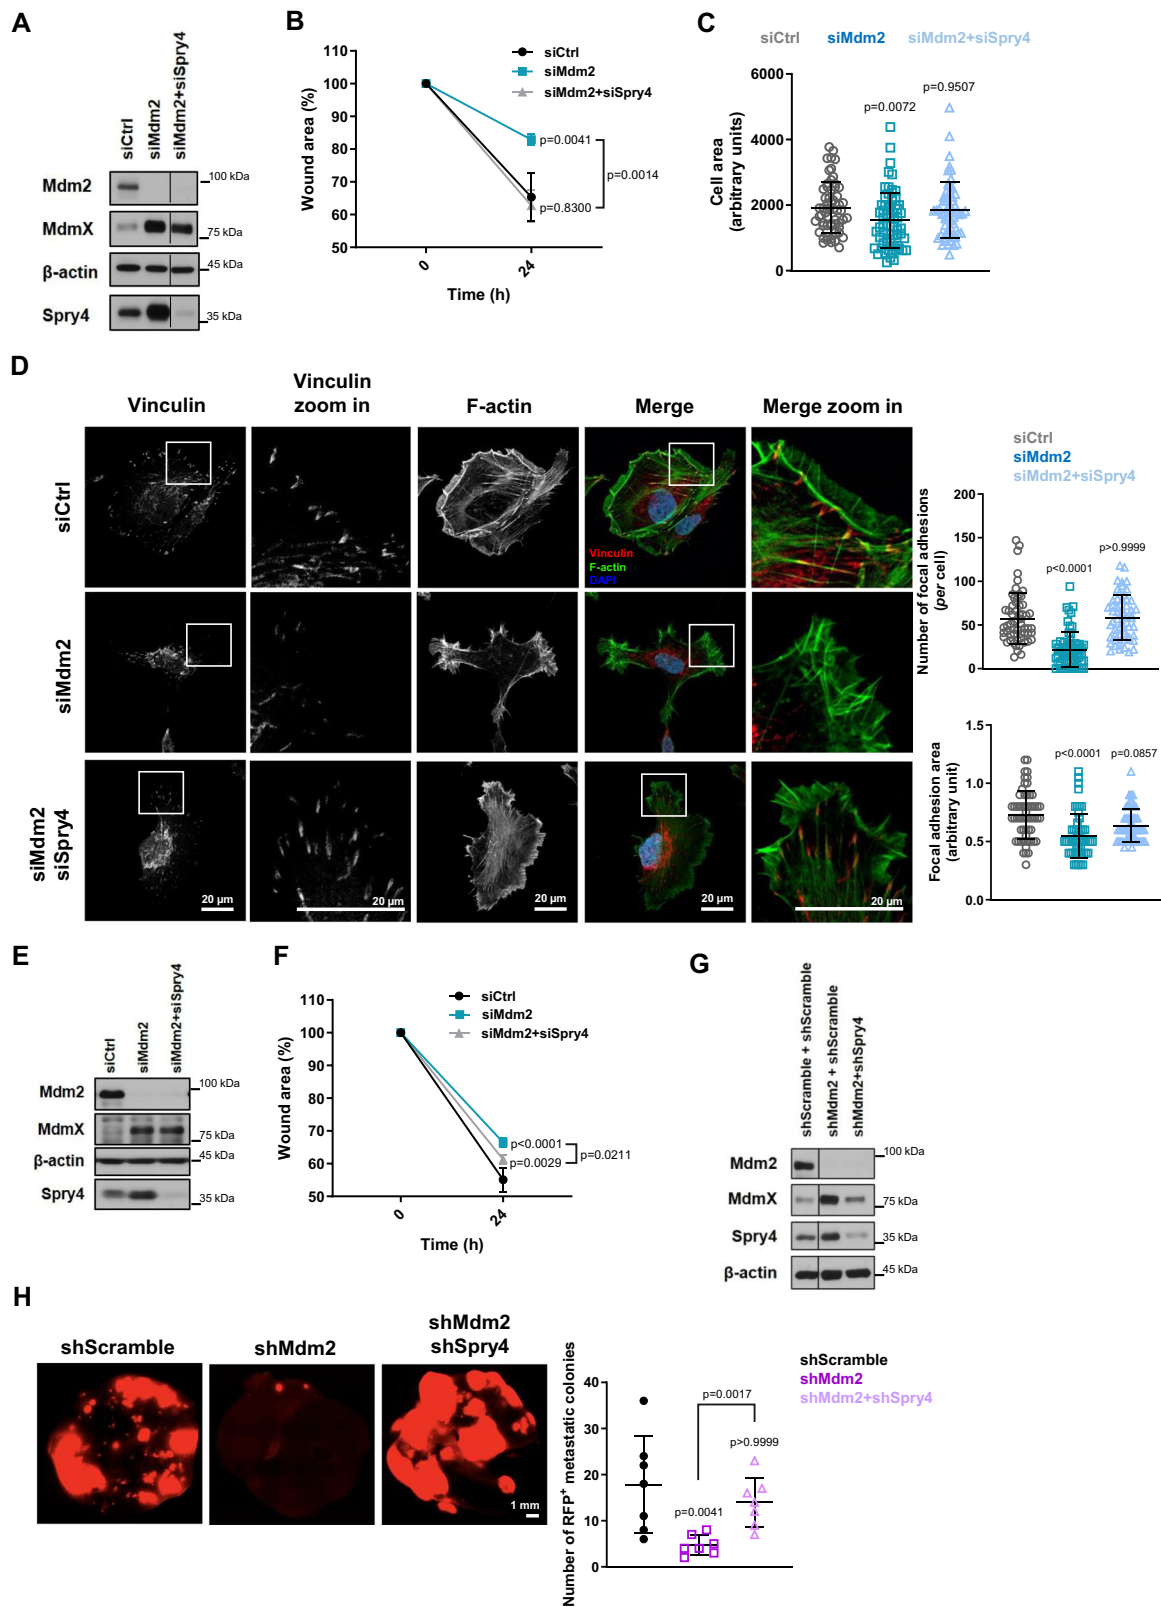 A
siCtrl
siMdm2
siMdm2+siSpry4
Mdm2
100 kDa
MdmX
75 kDa
β-actin
45 kDa
Spry4
35 kDa
B
110
100
90
80
70
60
50
Wound area (%)
0
24
Time (h)
siCtrl
siMdm2
siMdm2+siSpry4
p=0.0041
p=0.0014
p=0.8300
C
siCtrl siMdm2 siMdm2+siSpry4
6000
4000
2000
0
Cell area
(arbitrary units)
p=0.0072
p=0.9507
D
Vinculin
Vinculin
zoom in
F-actin
Merge
Merge zoom in
siCtrl
siMdm2
siMdm2
siSpry4
Vinculin
F-actin
DAPI
20 µm
20 µm
20 µm
20 µm
20 µm
siCtrl
siMdm2
siMdm2+siSpry4
200
150
100
50
0
Number of focal adhesions
(per cell)
p<0.0001
p>0.9999
1.5
1.0
0.5
0.0
Focal adhesion area
(arbitrary unit)
p<0.0001
p=0.0857
E
siCtrl
siMdm2
siMdm2+siSpry4
Mdm2
100 kDa
MdmX
75 kDa
β-actin
45 kDa
Spry4
35 kDa
F
110
100
90
80
70
60
50
Wound area (%)
0
24
Time (h)
siCtrl
siMdm2
siMdm2+siSpry4
p<0.0001
p=0.0211
p=0.0029
G
shScramble + shScramble
shMdm2 + shScramble
shMdm2+shSpry4
Mdm2
100 kDa
MdmX
75 kDa
Spry4
35 kDa
β-actin
45 kDa
H
shScramble
shMdm2
shMdm2
shSpry4
1 mm
40
30
20
10
0
Number of RFP⁺ metastatic colonies
p=0.0017
p>0.9999
p=0.0041
shScramble
shMdm2
shMdm2+shSpry4